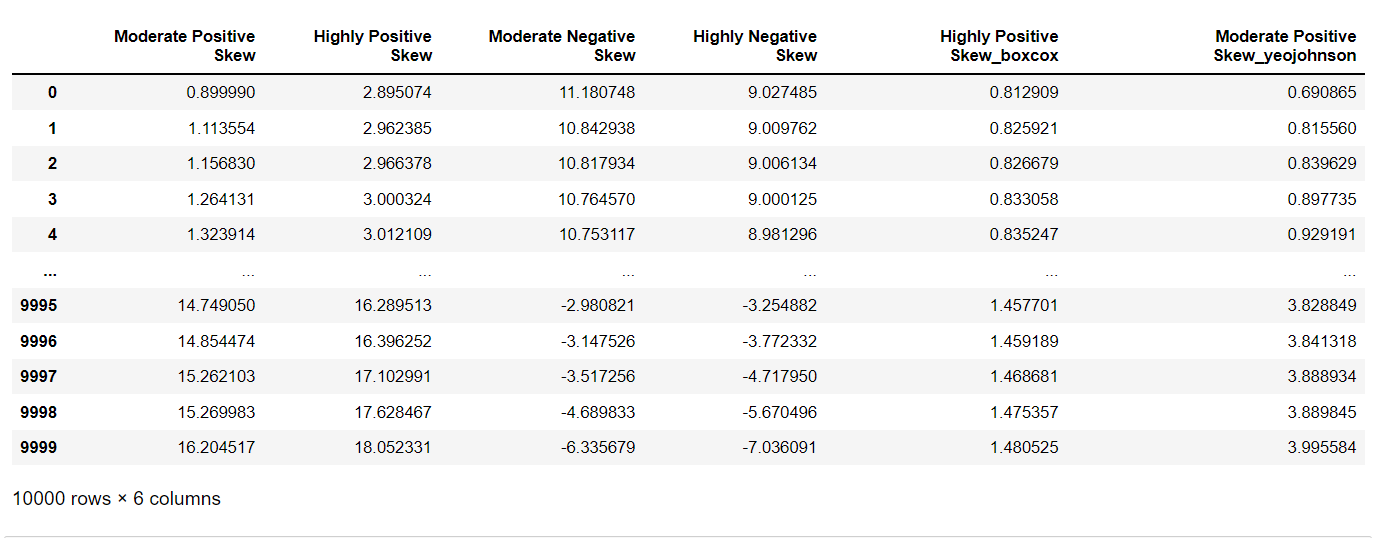 Moderate Positive Skew Highly Positive Skew Moderate Negative Skew Highly Negative Skew Highly Positive Skew_boxcox Moderate Positive Skew_yeojohnson
0 0.899990 2.895074 11.180748 9.027485 0.812909 0.690865
1 1.113554 2.962385 10.842938 9.009762 0.825921 0.815560
2 1.156830 2.966378 10.817934 9.006134 0.826679 0.839629
3 1.264131 3.000324 10.764570 9.000125 0.833058 0.897735
4 1.323914 3.012109 10.753117 8.981296 0.835247 0.929191
... ... ... ... ... ... ...
9995 14.749050 16.289513 -2.980821 -3.254882 1.457701 3.828849
9996 14.854474 16.396252 -3.147526 -3.772332 1.459189 3.841318
9997 15.262103 17.102991 -3.517256 -4.717950 1.468681 3.888934
9998 15.269983 17.628467 -4.689833 -5.670496 1.475357 3.889845
9999 16.204517 18.052331 -6.335679 -7.036091 1.480525 3.995584
10000 rows × 6 columns